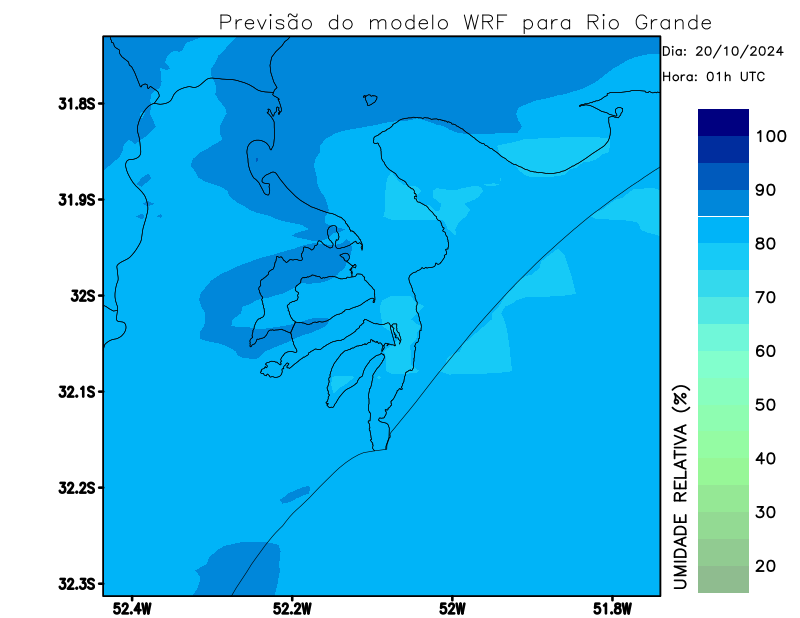 Previsão do modelo WRF para Rio Grande
Dia: 20/10/2024
Hora: 01h UTC
31.8S
31.9S
32S
32.1S
32.2S
32.3S
52.4W
52.2W
52W
51.8W
UMIDADE RELATIVA (%)
100
90
80
70
60
50
40
30
20